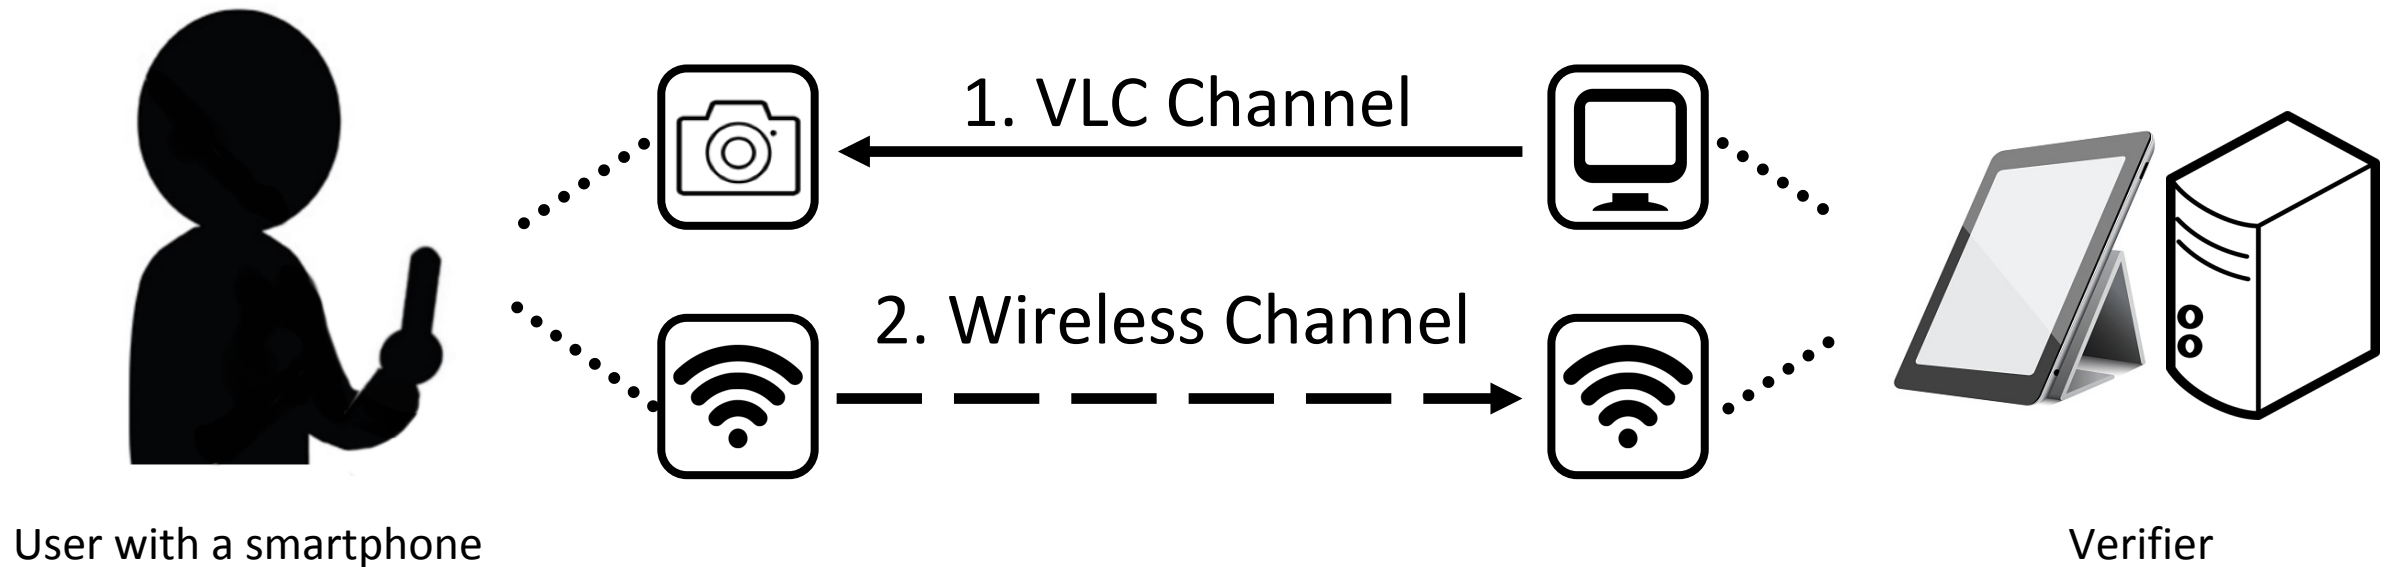 1. VLC Channel
2. Wireless Channel
User with a smartphone
Verifier